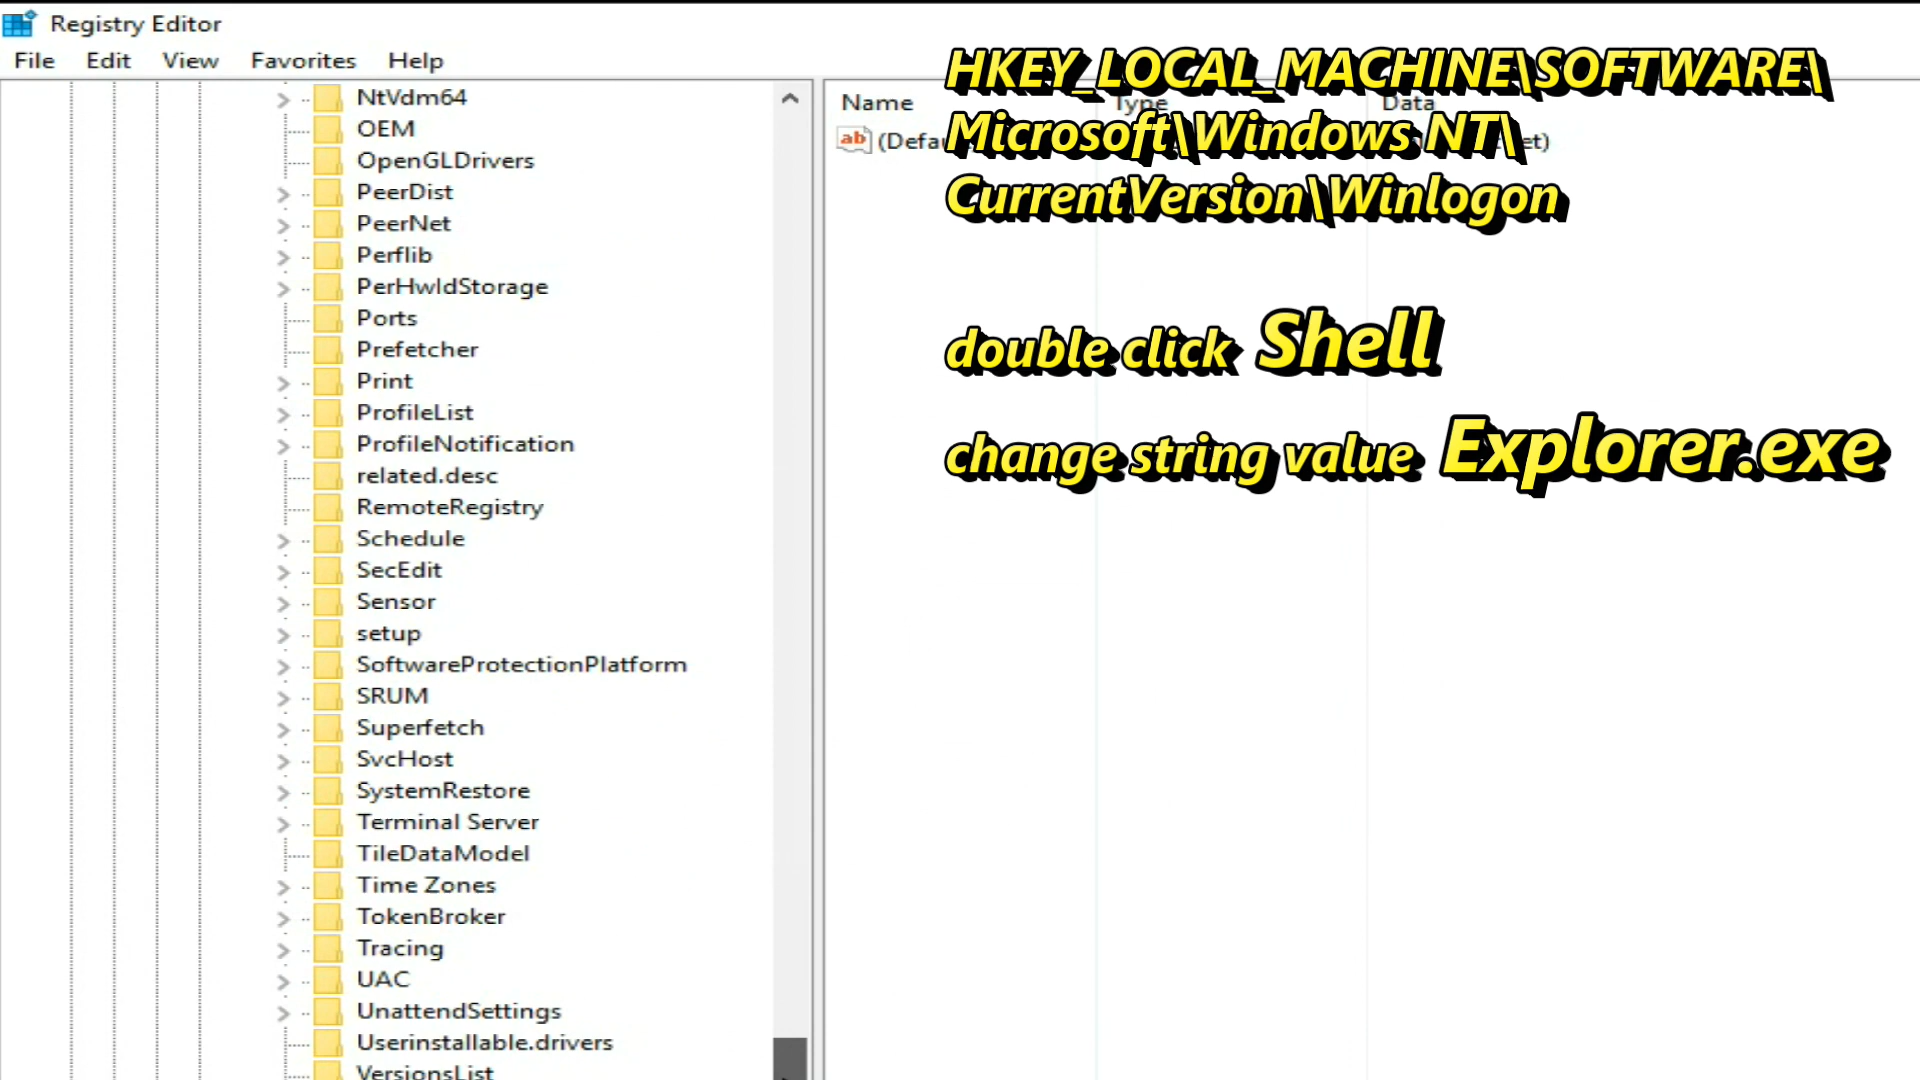 Registry Editor
File Edit View Favorites Help
NtVdm64
OEM
OpenGLDrivers
PeerDist
PeerNet
Perflib
PerHwIdStorage
Ports
Prefetcher
Print
ProfileList
ProfileNotification
related.desc
RemoteRegistry
Schedule
SecEdit
Sensor
setup
SoftwareProtectionPlatform
SRUM
Superfetch
SvcHost
SystemRestore
Terminal Server
TileDataModel
Time Zones
TokenBroker
Tracing
UAC
UnattendSettings
Userinstallable.drivers
VersionsList
Name Type Data
ab
HKEY_LOCAL_MACHINE\SOFTWARE\
Microsoft\Windows NT\
CurrentVersion\Winlogon
double click Shell
change string value Explorer.exe